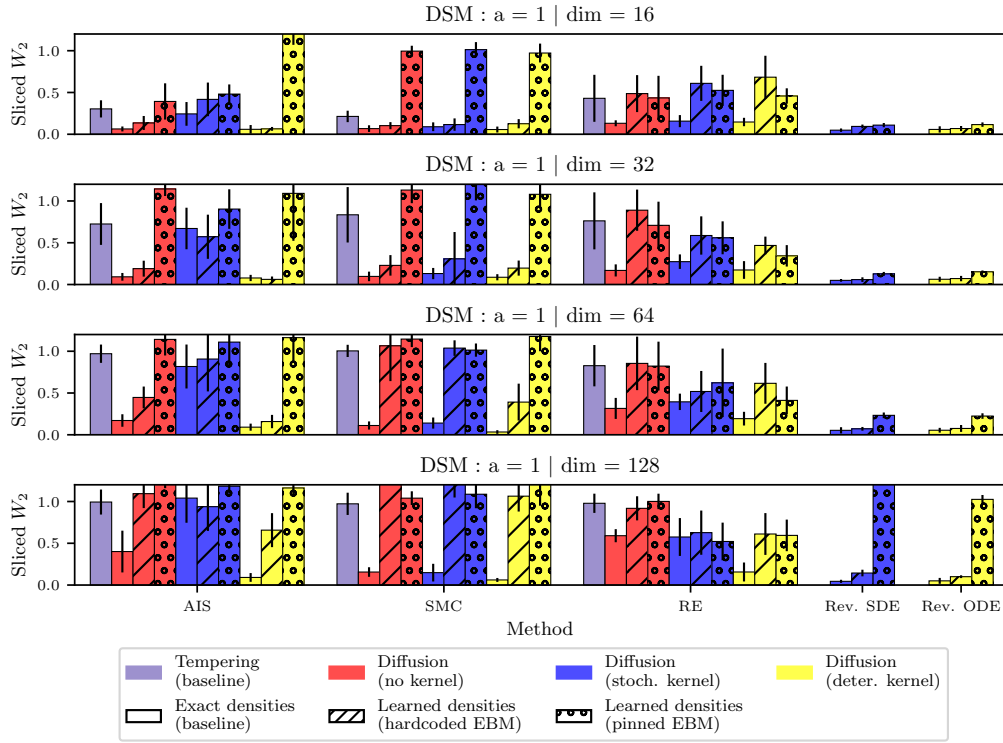 DSM : a = 1 | dim = 16
Sliced W2
1.0
0.5
0.0
DSM : a = 1 | dim = 32
Sliced W2
1.0
0.5
0.0
DSM : a = 1 | dim = 64
Sliced W2
1.0
0.5
0.0
DSM : a = 1 | dim = 128
Sliced W2
1.0
0.5
0.0
AIS SMC RE Rev. SDE Rev. ODE
Method
Tempering Diffusion Diffusion Diffusion
(baseline) (no kernel) (stoch. kernel) (deter. kernel)
Exact densities Learned densities Learned densities
(baseline) (hardcoded EBM) (pinned EBM)